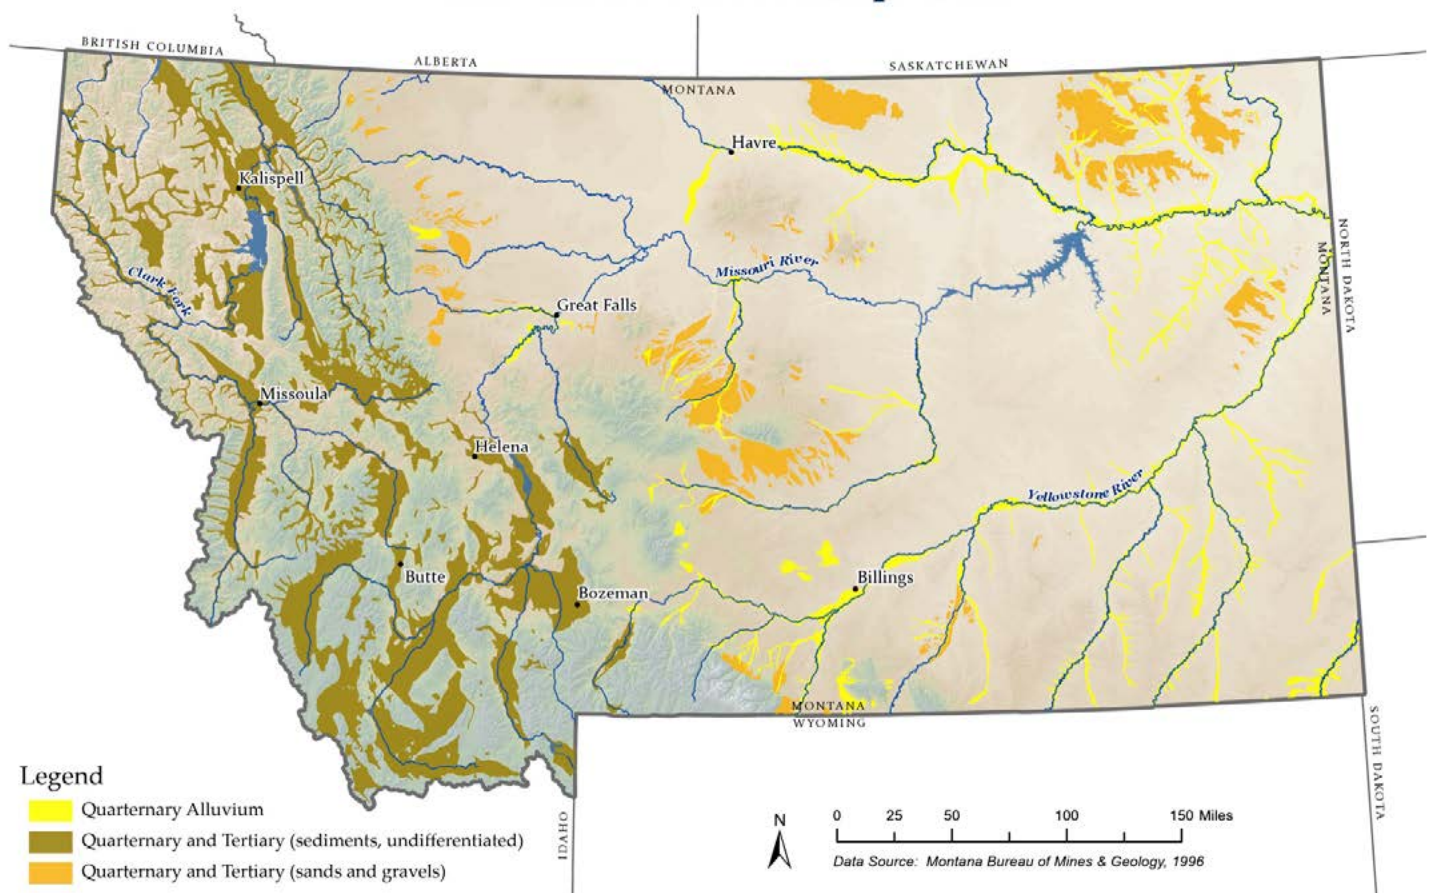 BRITISH COLUMBIA
ALBERTA
SASKATCHEWAN
MONTANA
Havre
Kalispell
NORTH DAKOTA
MONTANA
Missouri River
Clark Fork
Great Falls
Missoula
Helena
Yellowstone River
Butte
Billings
Bozeman
MONTANA
WYOMING
SOUTH DAKOTA
IDAHO
Legend
Quarternary Alluvium
Quarternary and Tertiary (sediments, undifferentiated)
Quarternary and Tertiary (sands and gravels)
N
0 25 50 100 150 Miles
Data Source: Montana Bureau of Mines & Geology, 1996